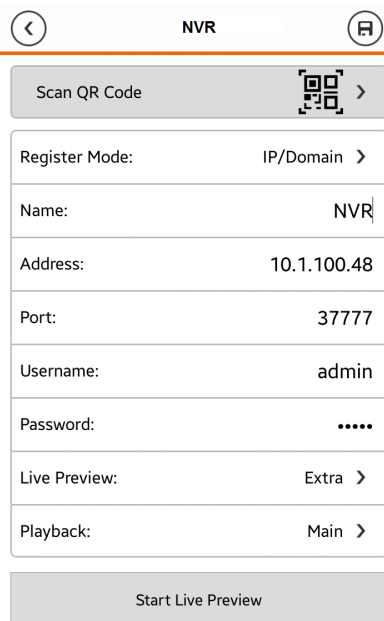 NVR
Scan QR Code
Register Mode: IP/Domain
Name: NVR
Address: 10.1.100.48
Port: 37777
Username: admin
Password: •••••
Live Preview: Extra
Playback: Main
Start Live Preview